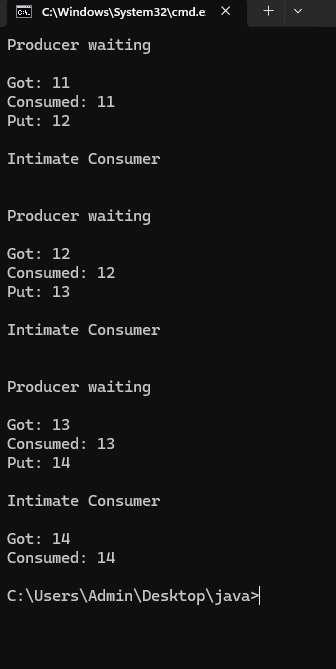 C:\Windows\System32\cmd.e
Producer waiting
Got: 11
Consumed: 11
Put: 12
Intimate Consumer
Producer waiting
Got: 12
Consumed: 12
Put: 13
Intimate Consumer
Producer waiting
Got: 13
Consumed: 13
Put: 14
Intimate Consumer
Got: 14
Consumed: 14
C:\Users\Admin\Desktop\java>